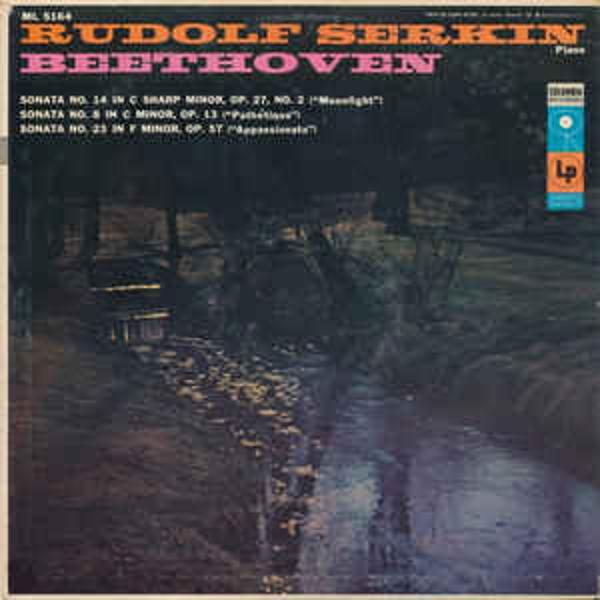 ML 5164
RUDOLF SERKIN
Piano
BEETHOVEN
SONATA NO. 14 IN C SHARP MINOR, OP. 27, NO. 2 ("Moonlight")
SONATA NO. 8 IN C MINOR, OP. 13 ("Pathétique")
SONATA NO. 23 IN F MINOR, OP. 57 ("Appassionata")
COLUMBIA
Lp